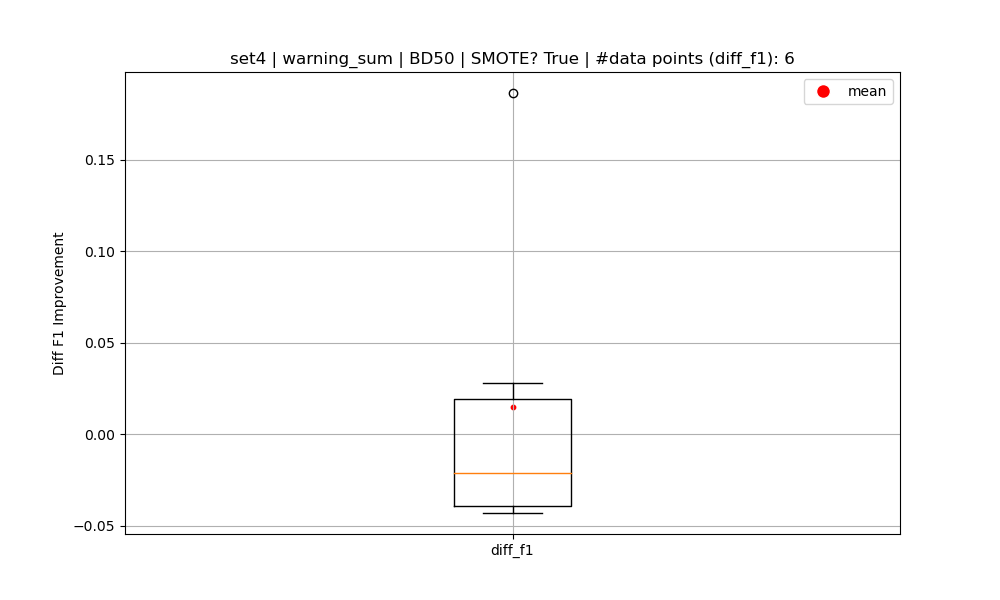 set4 | warning_sum | BD50 | SMOTE? True | #data points (diff_f1): 6
mean
0.15
0.10
0.05
0.00
−0.05
Diff F1 Improvement
diff_f1